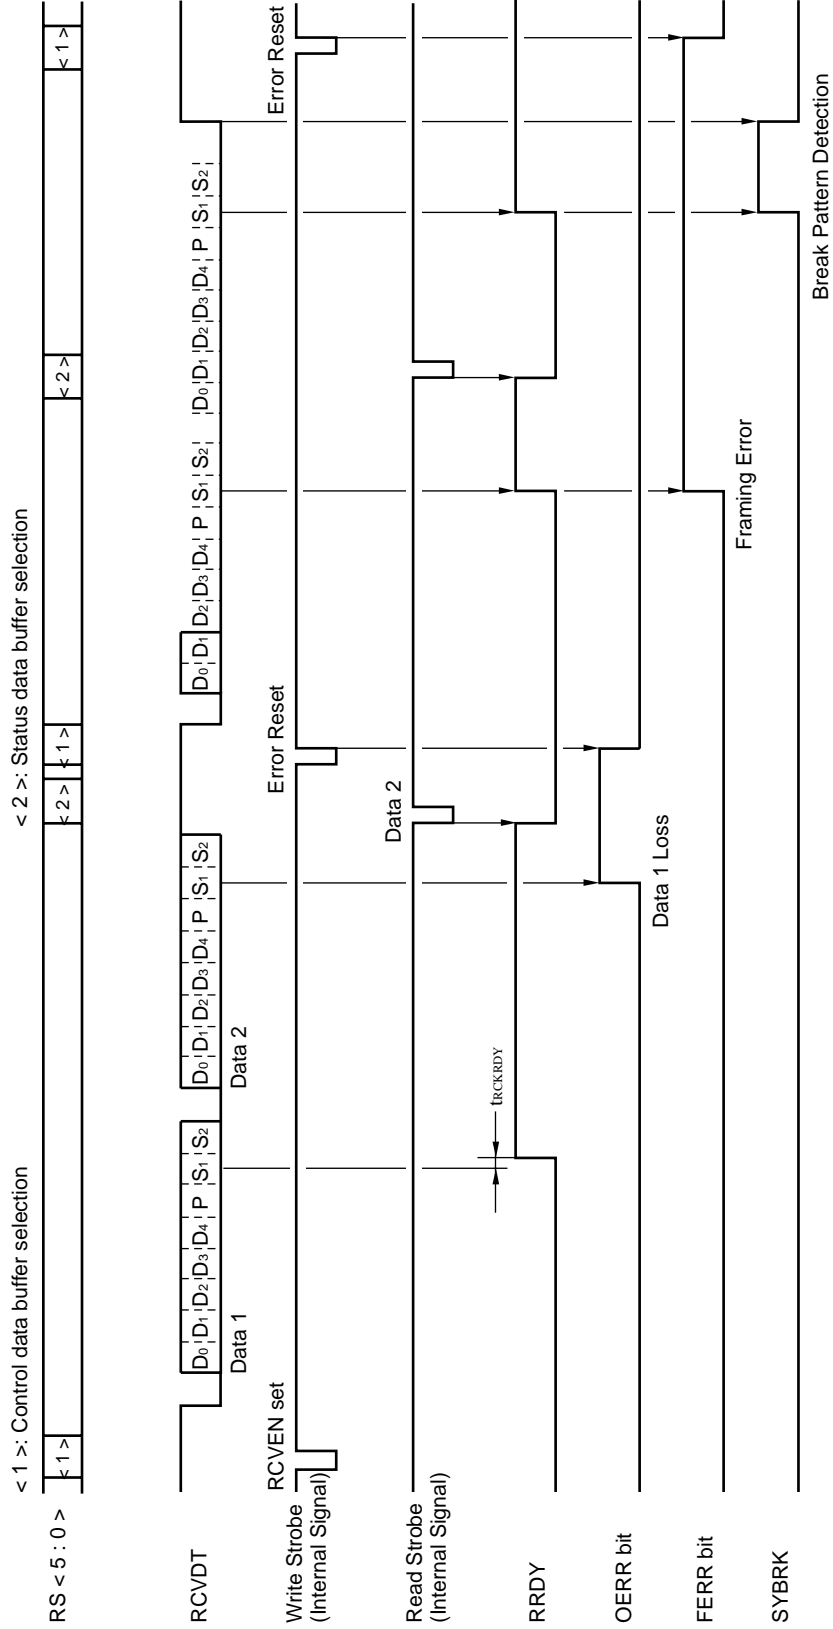 < 1 >: Control data buffer selection
< 2 >: Status data buffer selection
RS < 5 : 0 >
< 1 >
< 2 >
< 1 >
< 2 >
< 1 >
RCVDT
D0 D1 D2 D3 D4 P S1 S2
D0 D1 D2 D3 D4 P S1 S2
D0 D1 D2 D3 D4 P S1 S2
D0 D1 D2 D3 D4 P S1 S2
Data 1
Data 2
RCVEN set
Error Reset
Error Reset
Write Strobe
(Internal Signal)
Data 2
Read Strobe
(Internal Signal)
tRCKRDY
RRDY
OERR bit
Data 1 Loss
FERR bit
Framing Error
SYBRK
Break Pattern Detection